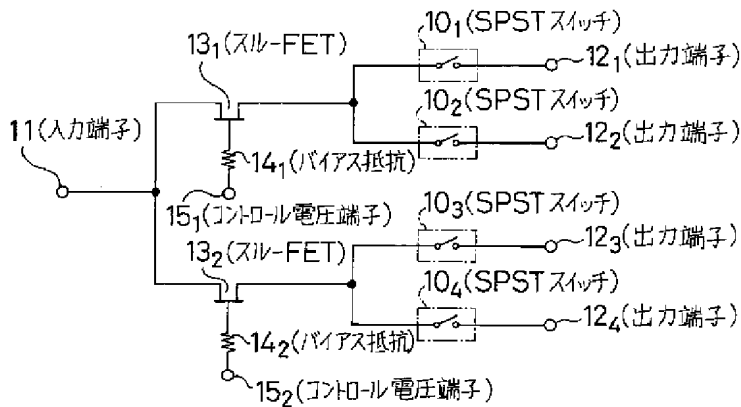 10₁(SPSTスイッチ)
13₁(スルーFET)
12₁(出力端子)
10₂(SPSTスイッチ)
11(入力端子)
12₂(出力端子)
14₁(バイアス抵抗)
15₁(コントロール電圧端子)
10₃(SPSTスイッチ)
13₂(スルーFET)
12₃(出力端子)
10₄(SPSTスイッチ)
12₄(出力端子)
14₂(バイアス抵抗)
15₂(コントロール電圧端子)